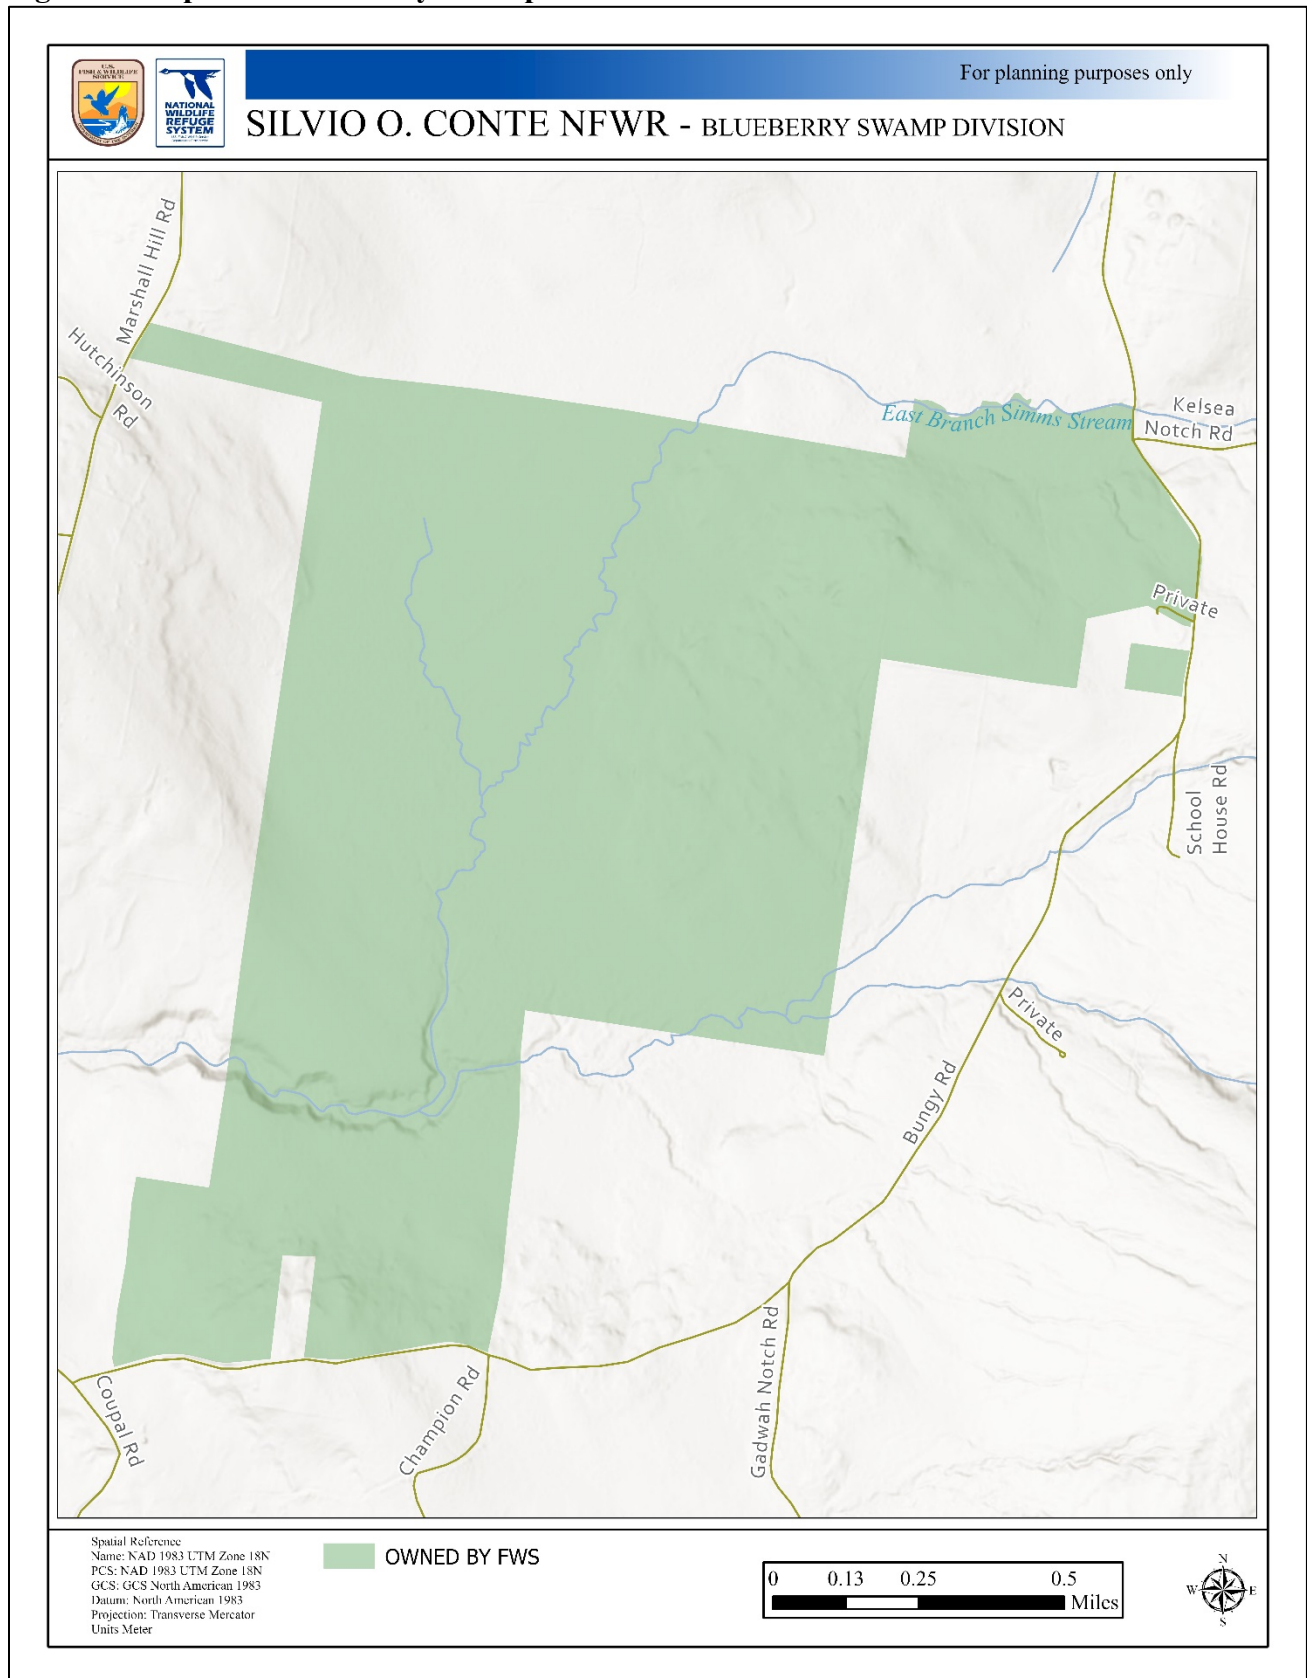 For planning purposes only
U.S.
FISH & WILDLIFE
SERVICE
NATIONAL
WILDLIFE
REFUGE
SYSTEM
SILVIO O. CONTE NFWR - BLUEBERRY SWAMP DIVISION
Marshall Hill Rd
Hutchinson
Rd
East Branch Simms Stream
Kelsea
Notch Rd
Private
School
House Rd
Private
Bungy Rd
Gadwah Notch Rd
Champion Rd
Coupal Rd
Spatial Reference
Name: NAD 1983 UTM Zone 18N
PCS: NAD 1983 UTM Zone 18N
GCS: GCS North American 1983
Datum: North American 1983
Projection: Transverse Mercator
Units Meter
OWNED BY FWS
0 0.13 0.25 0.5
Miles
N
W E
S